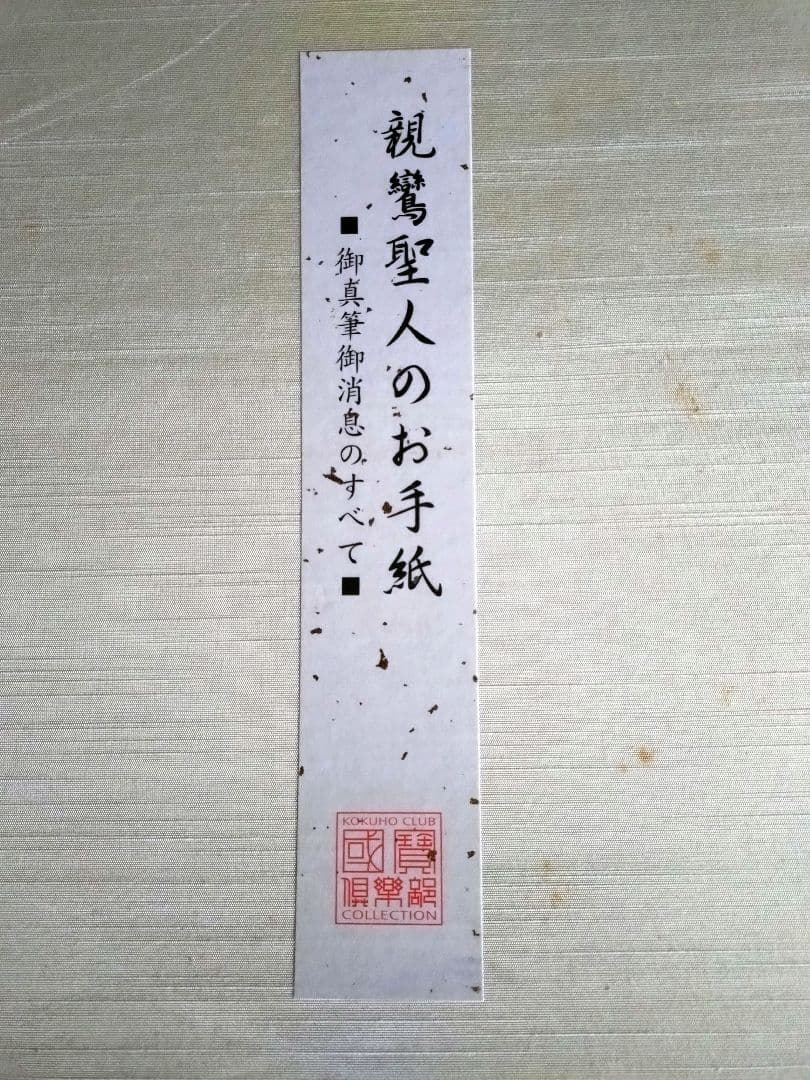 親鸞聖人のお手紙
■御真筆御消息のすべて■
KOKUHO CLUB
國寶
倶樂部
COLLECTION